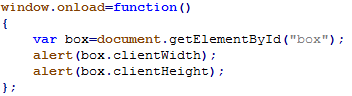 window.onload=function()
{
    var box=document.getElementById("box");
    alert(box.clientWidth);
    alert(box.clientHeight);
};